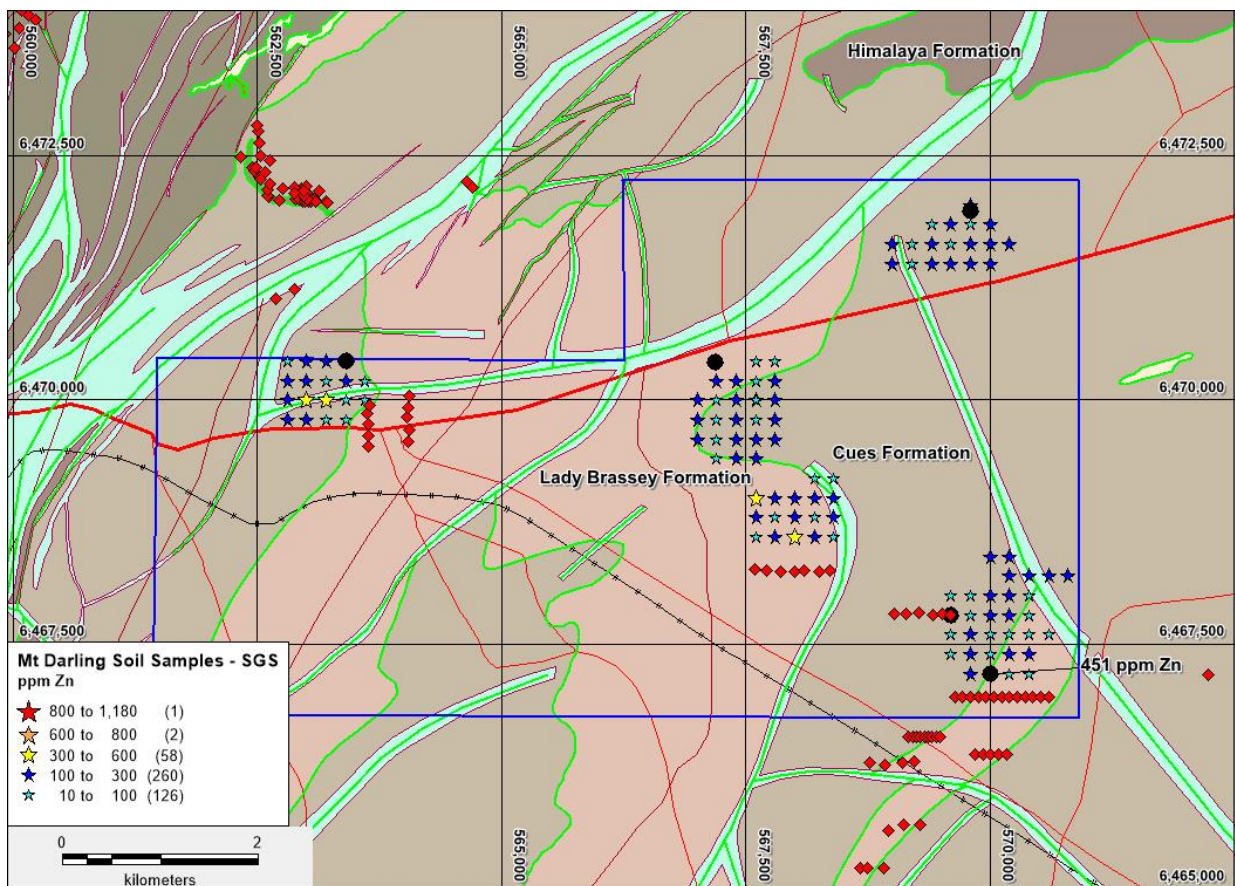 560,000
562,500
565,000
567,500
Himalaya Formation
6,472,500
6,472,500
6,470,000
6,470,000
Cues Formation
Lady Brassey Formation
6,467,500
6,467,500
451 ppm Zn
Mt Darling Soil Samples - SGS
ppm Zn
800 to 1,180 (1)
600 to 800 (2)
300 to 600 (58)
100 to 300 (260)
10 to 100 (126)
0 2
kilometers
565,000
567,500
570,000
6,465,000